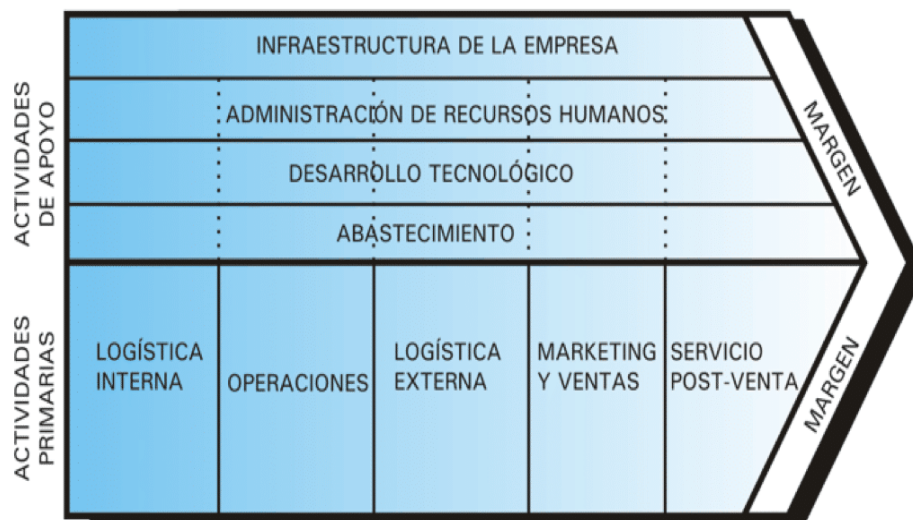 ACTIVIDADES
DE APOYO
INFRAESTRUCTURA DE LA EMPRESA
ADMINISTRACIÓN DE RECURSOS HUMANOS
DESARROLLO TECNOLÓGICO
ABASTECIMIENTO
MARGEN
ACTIVIDADES
PRIMARIAS
LOGÍSTICA
INTERNA
OPERACIONES
LOGÍSTICA
EXTERNA
MARKETING
Y VENTAS
SERVICIO
POST-VENTA
MARGEN